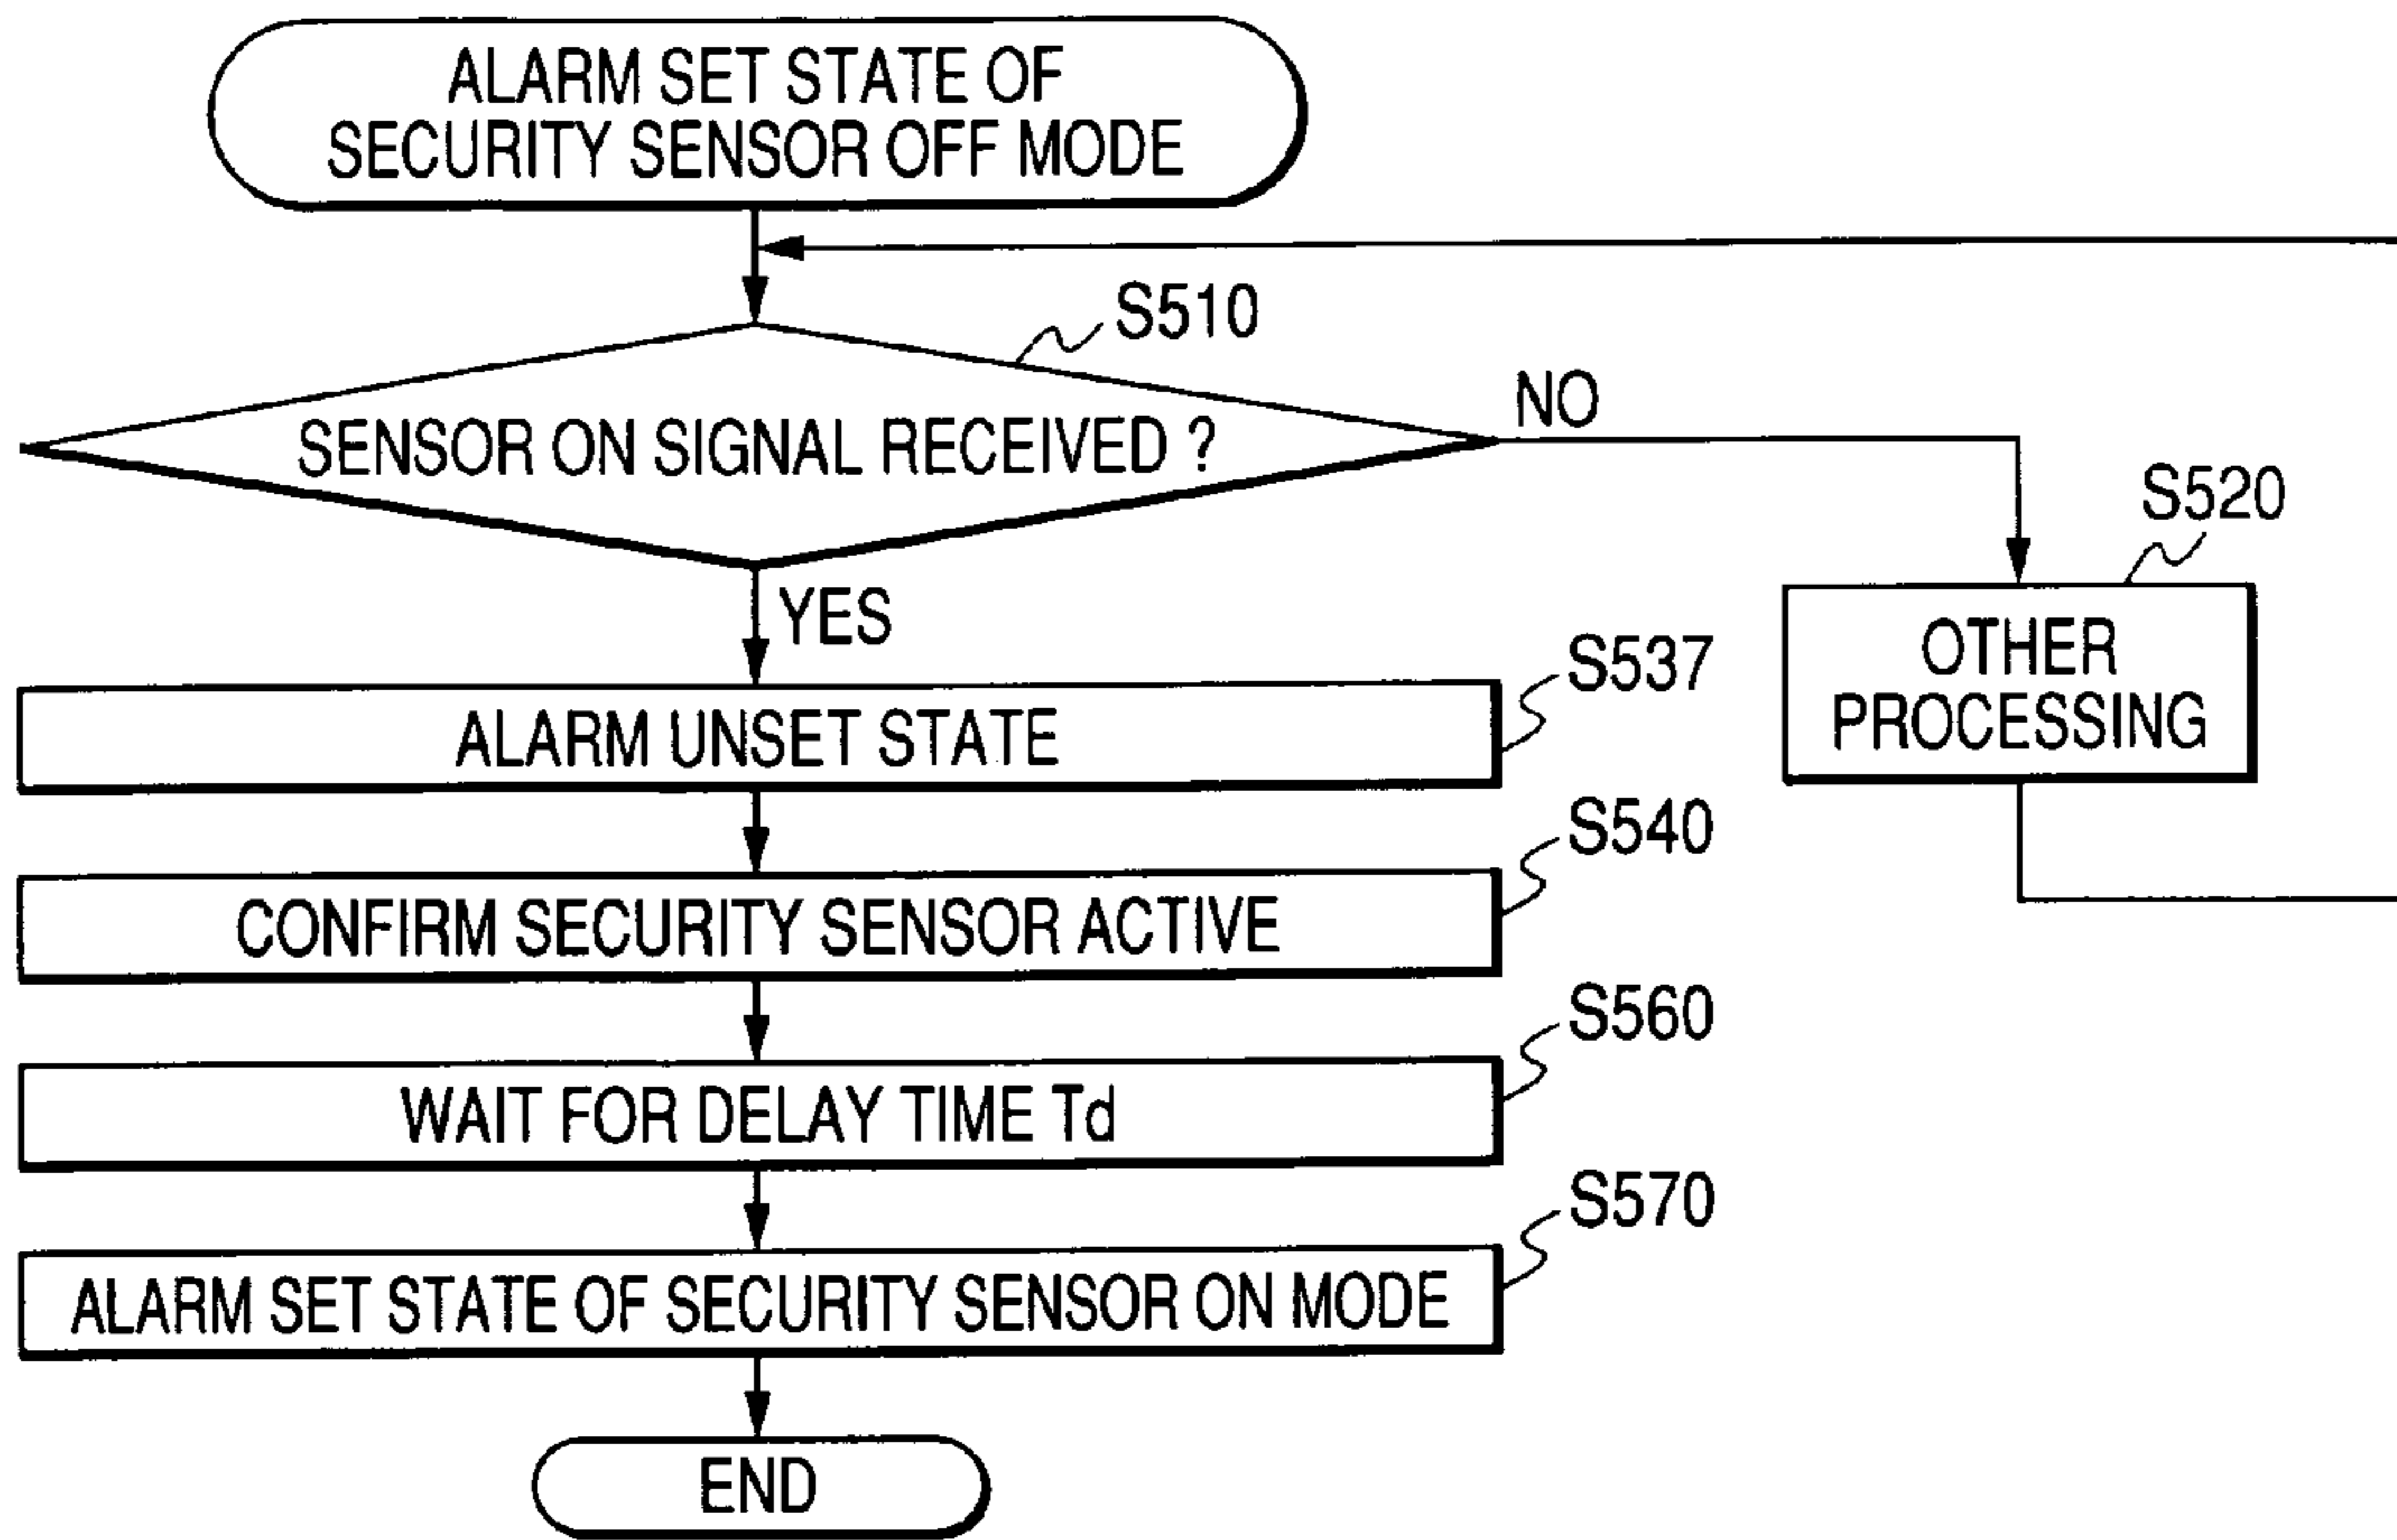 ALARM SET STATE OF
SECURITY SENSOR OFF MODE
S510
SENSOR ON SIGNAL RECEIVED ?
NO
S520
YES
OTHER
PROCESSING
S537
ALARM UNSET STATE
S540
CONFIRM SECURITY SENSOR ACTIVE
S560
WAIT FOR DELAY TIME Td
S570
ALARM SET STATE OF SECURITY SENSOR ON MODE
END